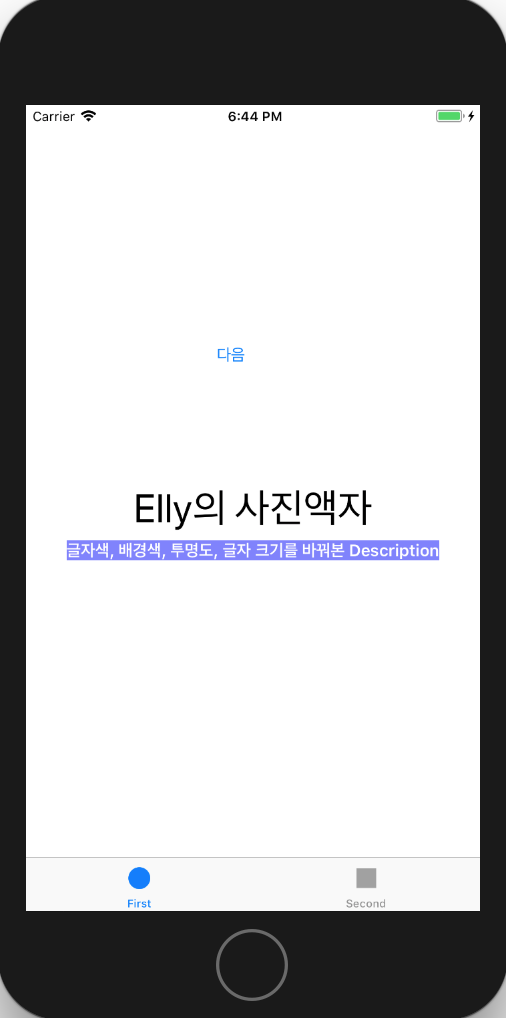 Carrier 6:44 PM
다음
Elly의 사진액자
글자색, 배경색, 투명도, 글자 크기를 바꿔본 Description
First Second